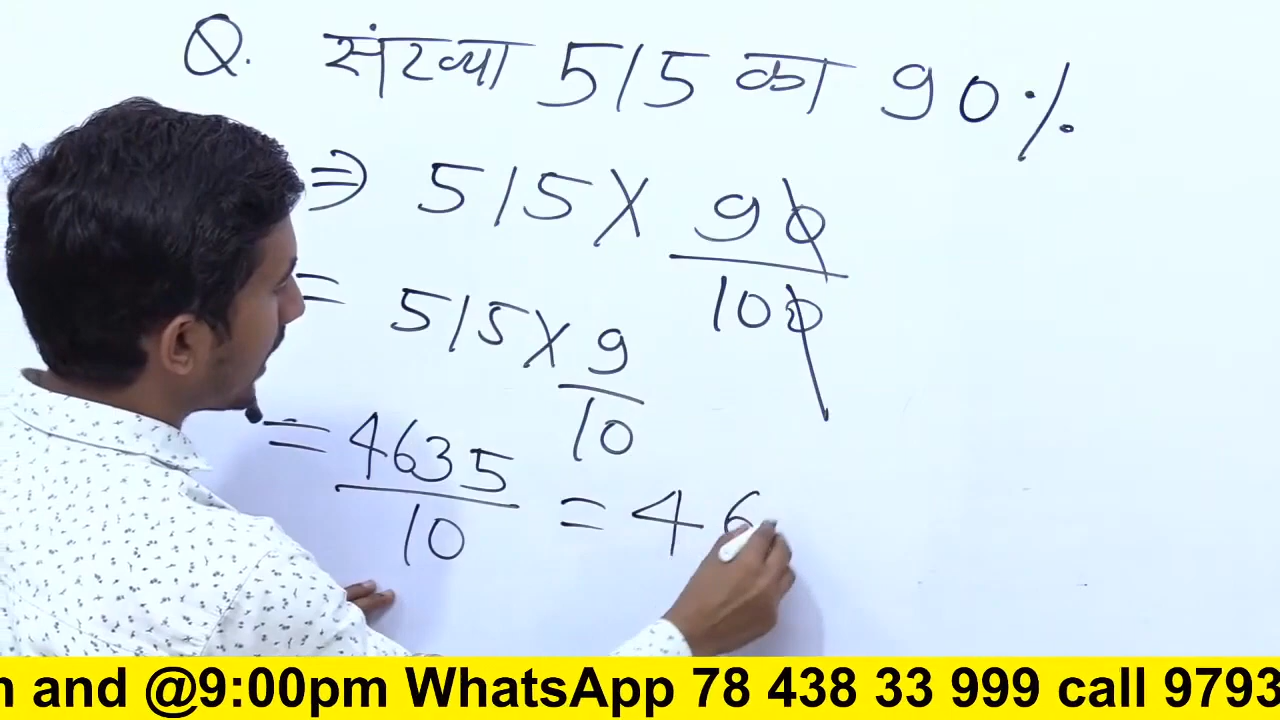 Q. संख्या 515 का 90%
⇒ 515 X 90/100
= 515 X 9/10
= 4635/10 = 46
and @9:00pm WhatsApp 78 438 33 999 call 9793